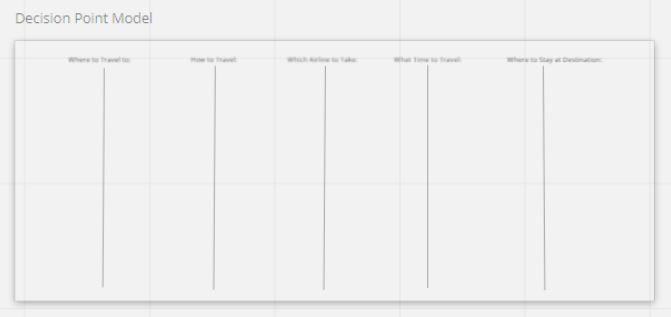 Decision Point Model
Where to Travel to:
How to Travel:
Which Airline to Take:
What Time to Travel:
Where to Stay at Destination: